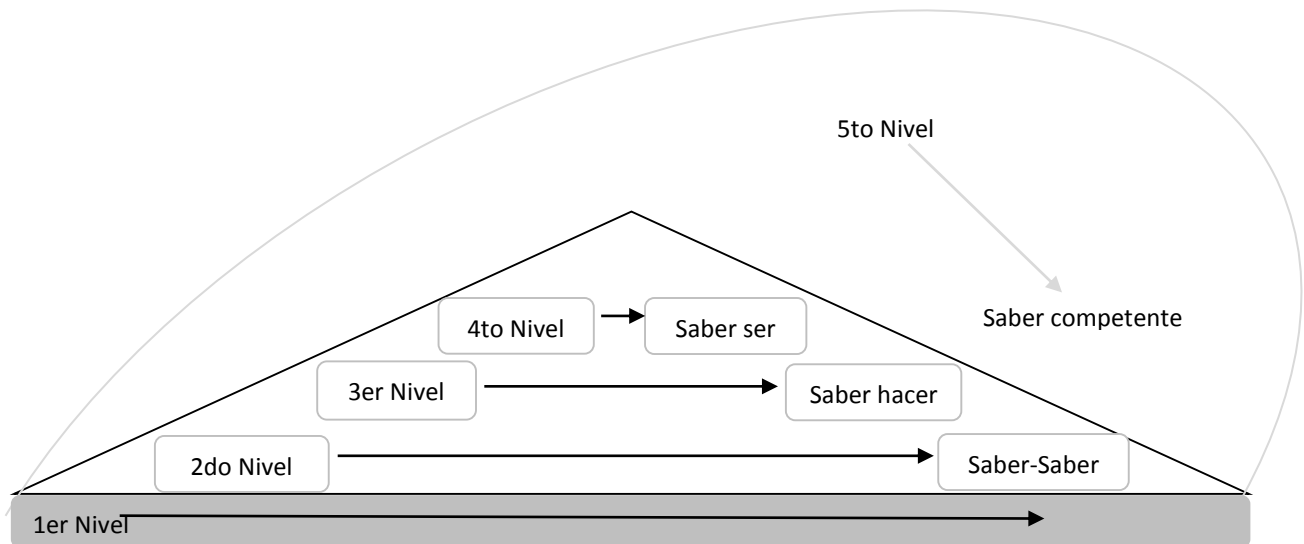 5to Nivel
Saber competente
4to Nivel
Saber ser
3er Nivel
Saber hacer
2do Nivel
Saber-Saber
1er Nivel